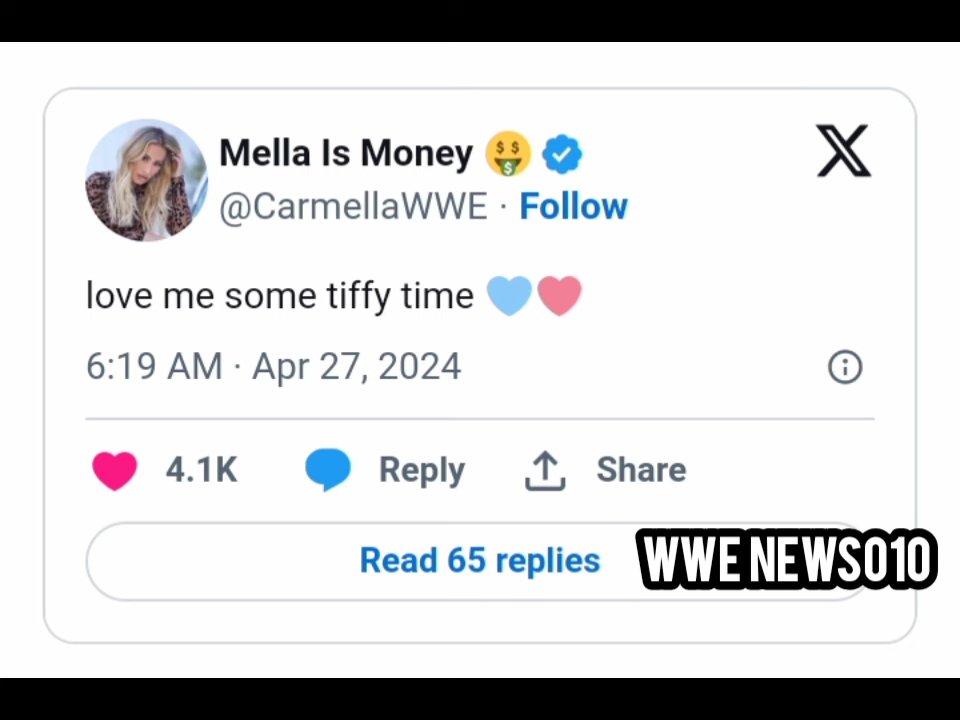 Mella Is Money 🤑
@CarmellaWWE · Follow
love me some tiffy time 🩵🩷
6:19 AM · Apr 27, 2024
4.1K Reply Share
Read 65 replies
WWE NEWS010